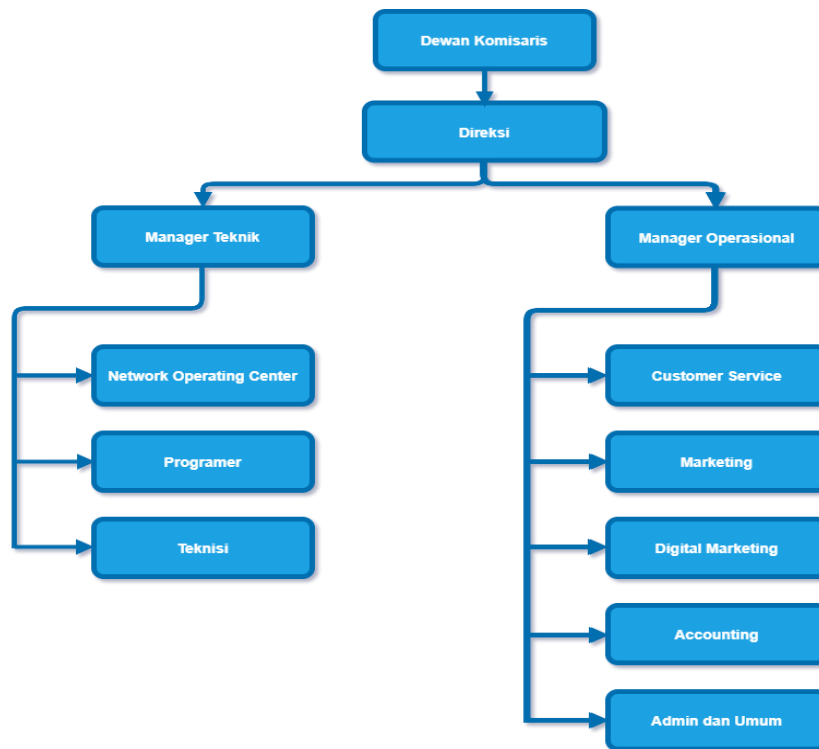 Dewan Komisaris
Direksi
Manager Teknik
Manager Operasional
Network Operating Center
Customer Service
Programer
Marketing
Teknisi
Digital Marketing
Accounting
Admin dan Umum